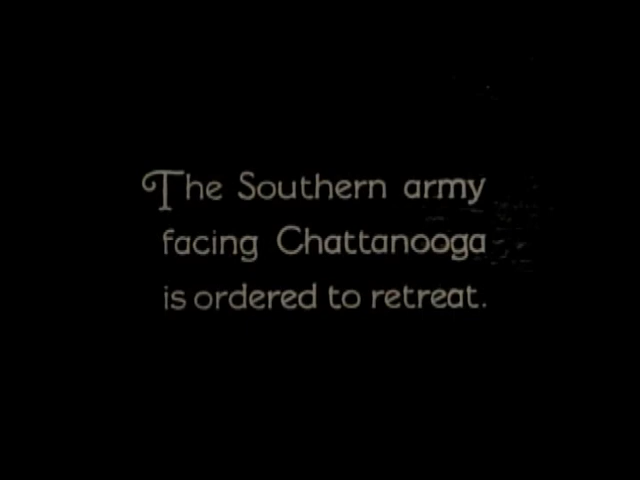 The Southern army
facing Chattanooga
is ordered to retreat.